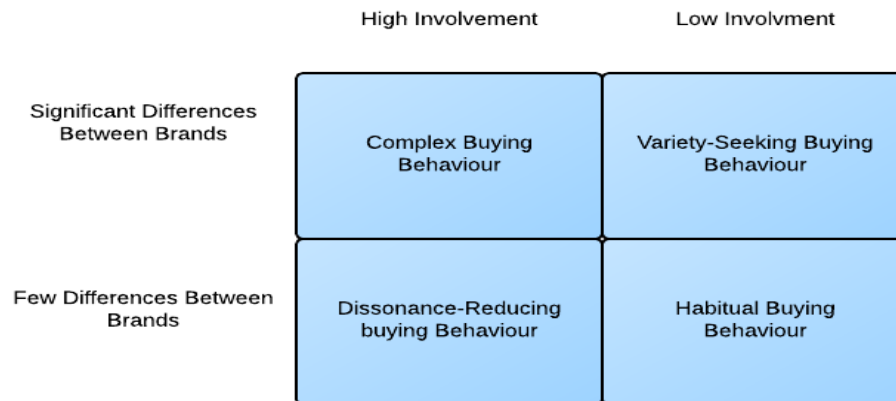 High Involvement
Low Involvment
Significant Differences
Between Brands
Complex Buying
Behaviour
Variety-Seeking Buying
Behaviour
Few Differences Between
Brands
Dissonance-Reducing
buying Behaviour
Habitual Buying
Behaviour